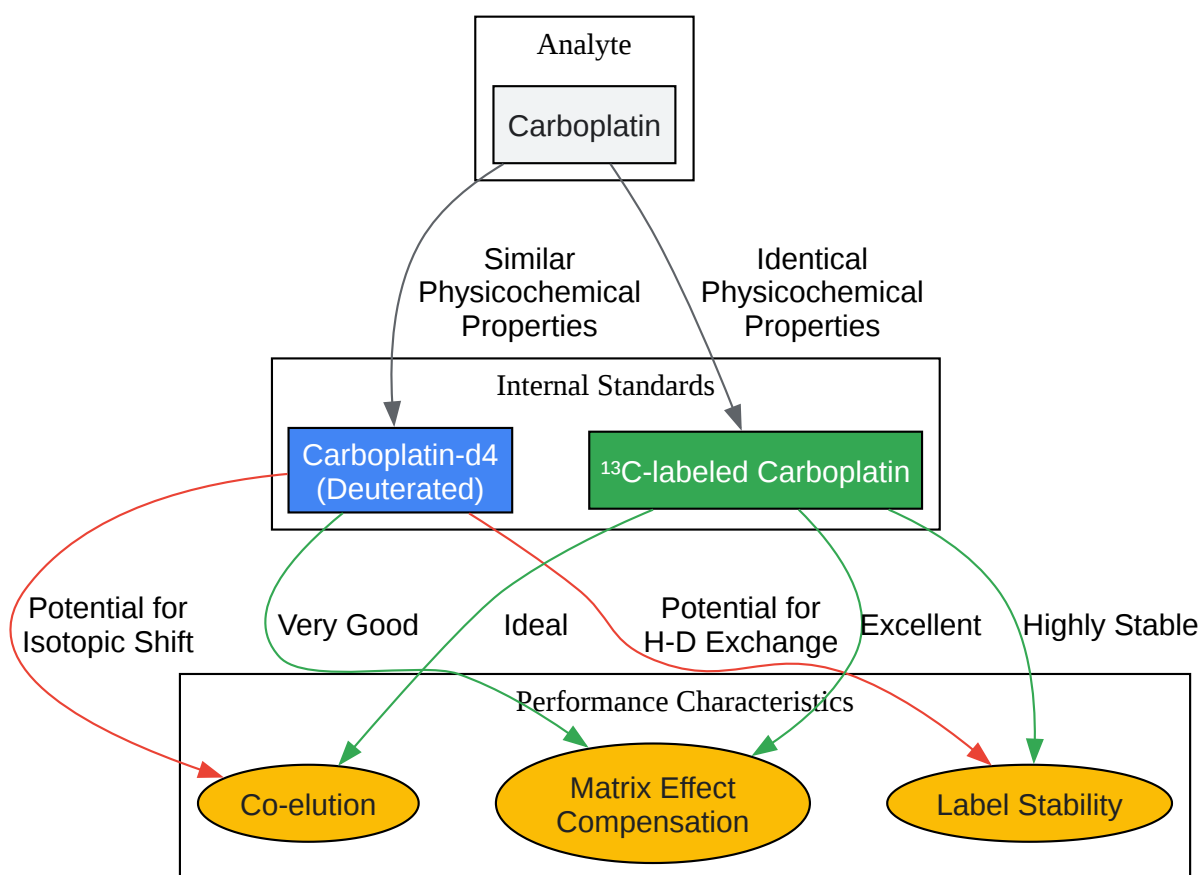 Analyte
Carboplatin
Similar
Physicochemical
Properties
Identical
Physicochemical
Properties
Internal Standards
Carboplatin-d4
(Deuterated)
¹³C-labeled Carboplatin
Potential for
Isotopic Shift
Very Good
Ideal
Potential for
H-D Exchange
Excellent
Highly Stable
Performance Characteristics
Co-elution
Matrix Effect
Compensation
Label Stability